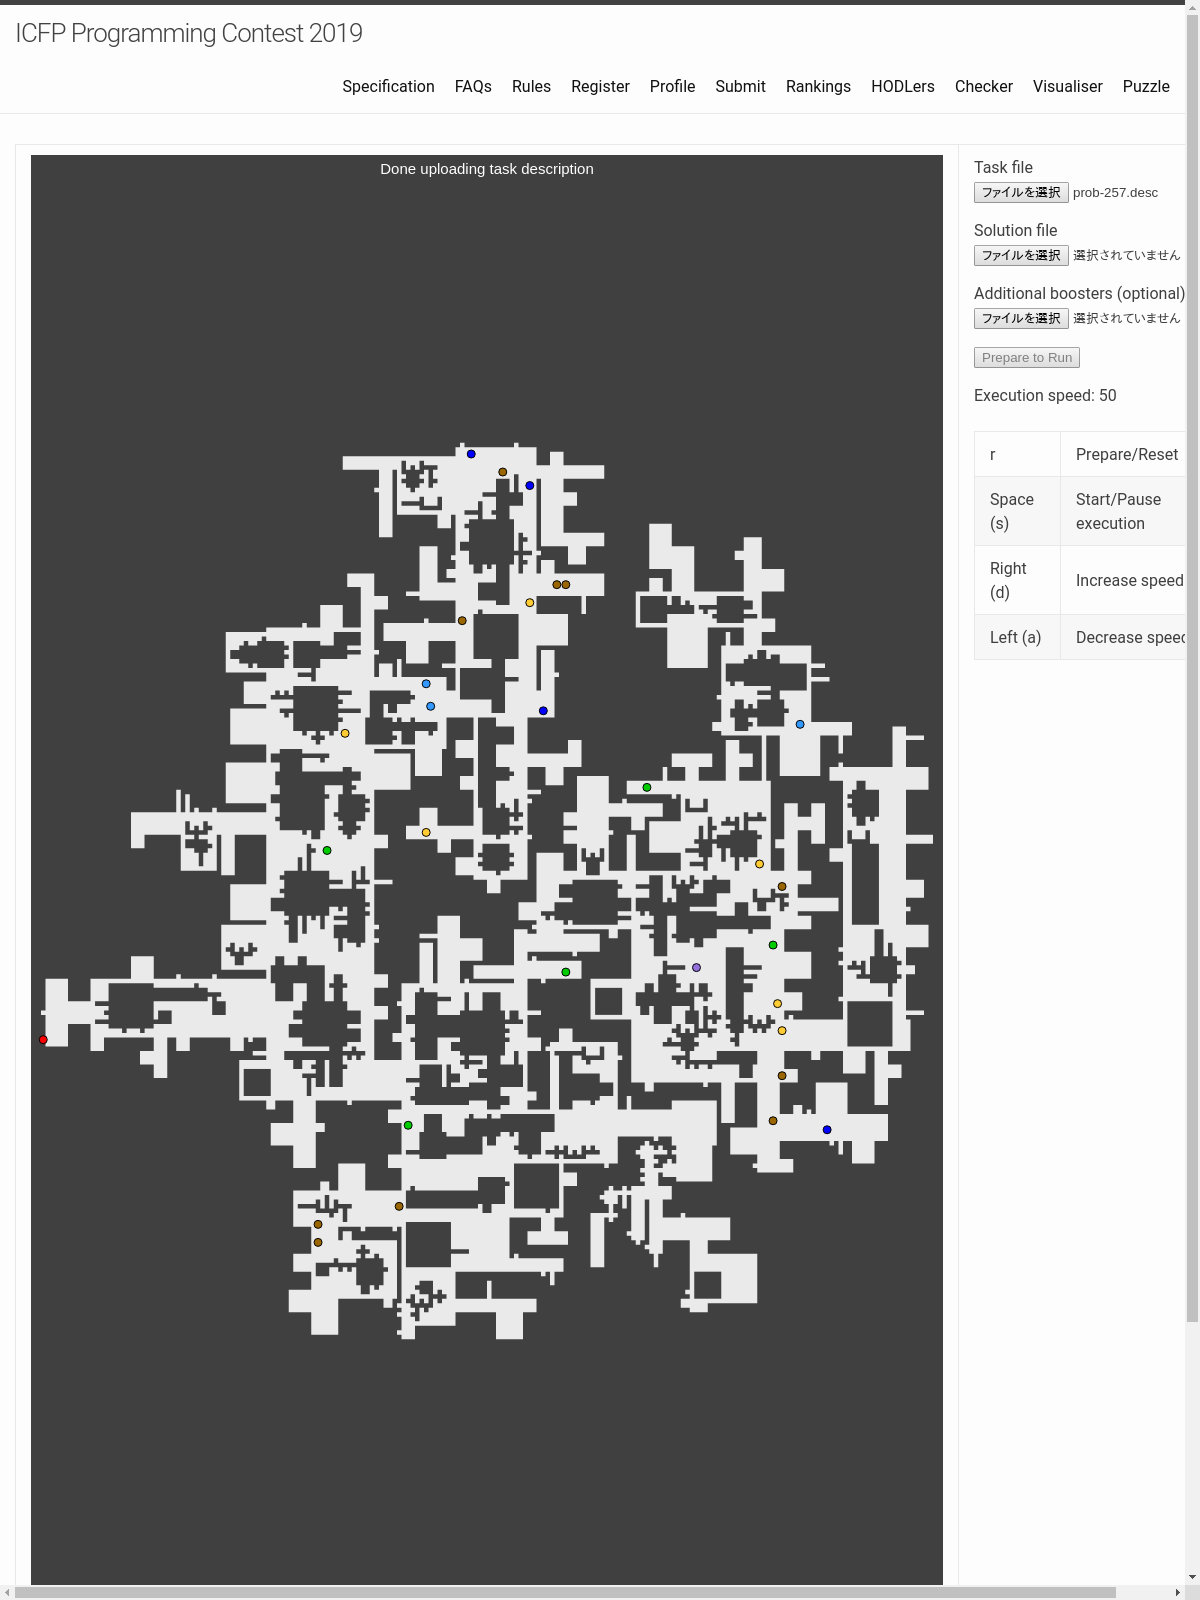 ICFP Programming Contest 2019
Specification FAQs Rules Register Profile Submit Rankings HODLers Checker Visualiser Puzzle
Done uploading task description
Task file
ファイルを選択 prob-257.desc
Solution file
ファイルを選択 選択されていません
Additional boosters (optional)
ファイルを選択 選択されていません
Prepare to Run
Execution speed: 50
r Prepare/Reset
Space (s) Start/Pause execution
Right (d) Increase speed
Left (a) Decrease speed